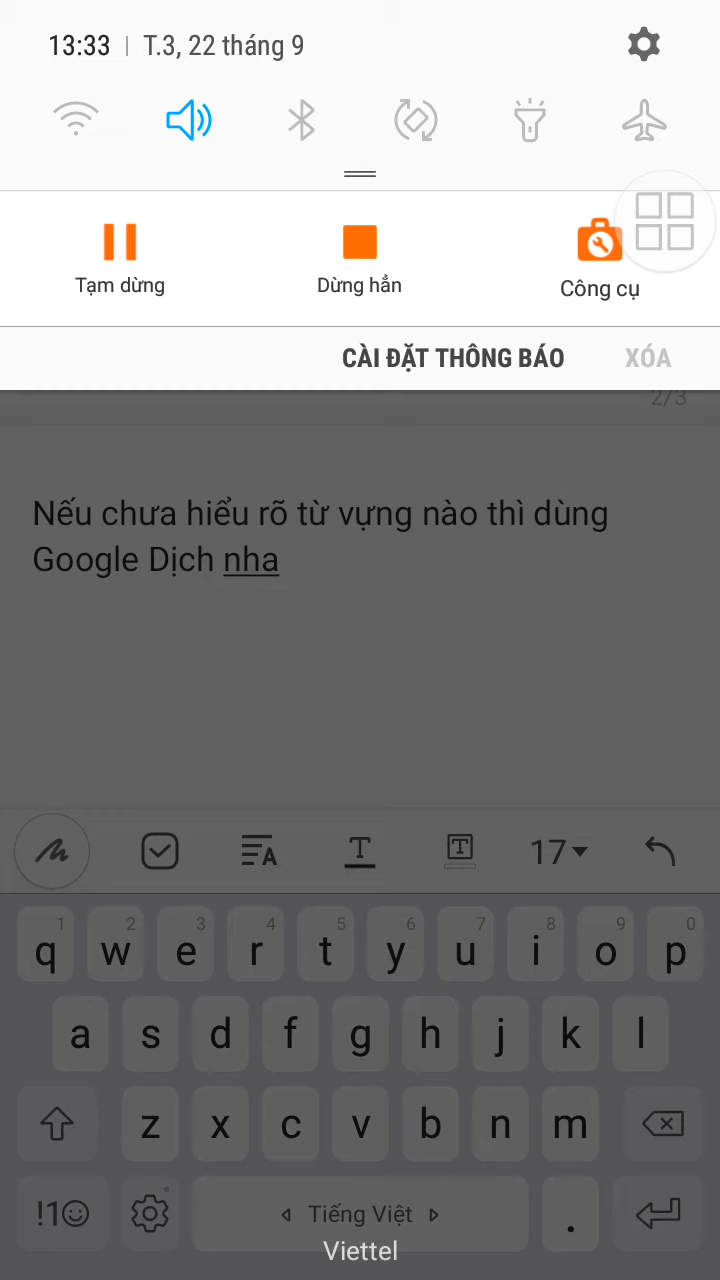 13:33 | T.3, 22 tháng 9
Tạm dừng
Dừng hẳn
Công cụ
CÀI ĐẶT THÔNG BÁO XÓA
2/3
Nếu chưa hiểu rõ từ vựng nào thì dùng
Google Dịch nha
17
1 2 3 4 5 6 7 8 9 0
q w e r t y u i o p
a s d f g h j k l
z x c v b n m
!1☺ Tiếng Việt .
Viettel